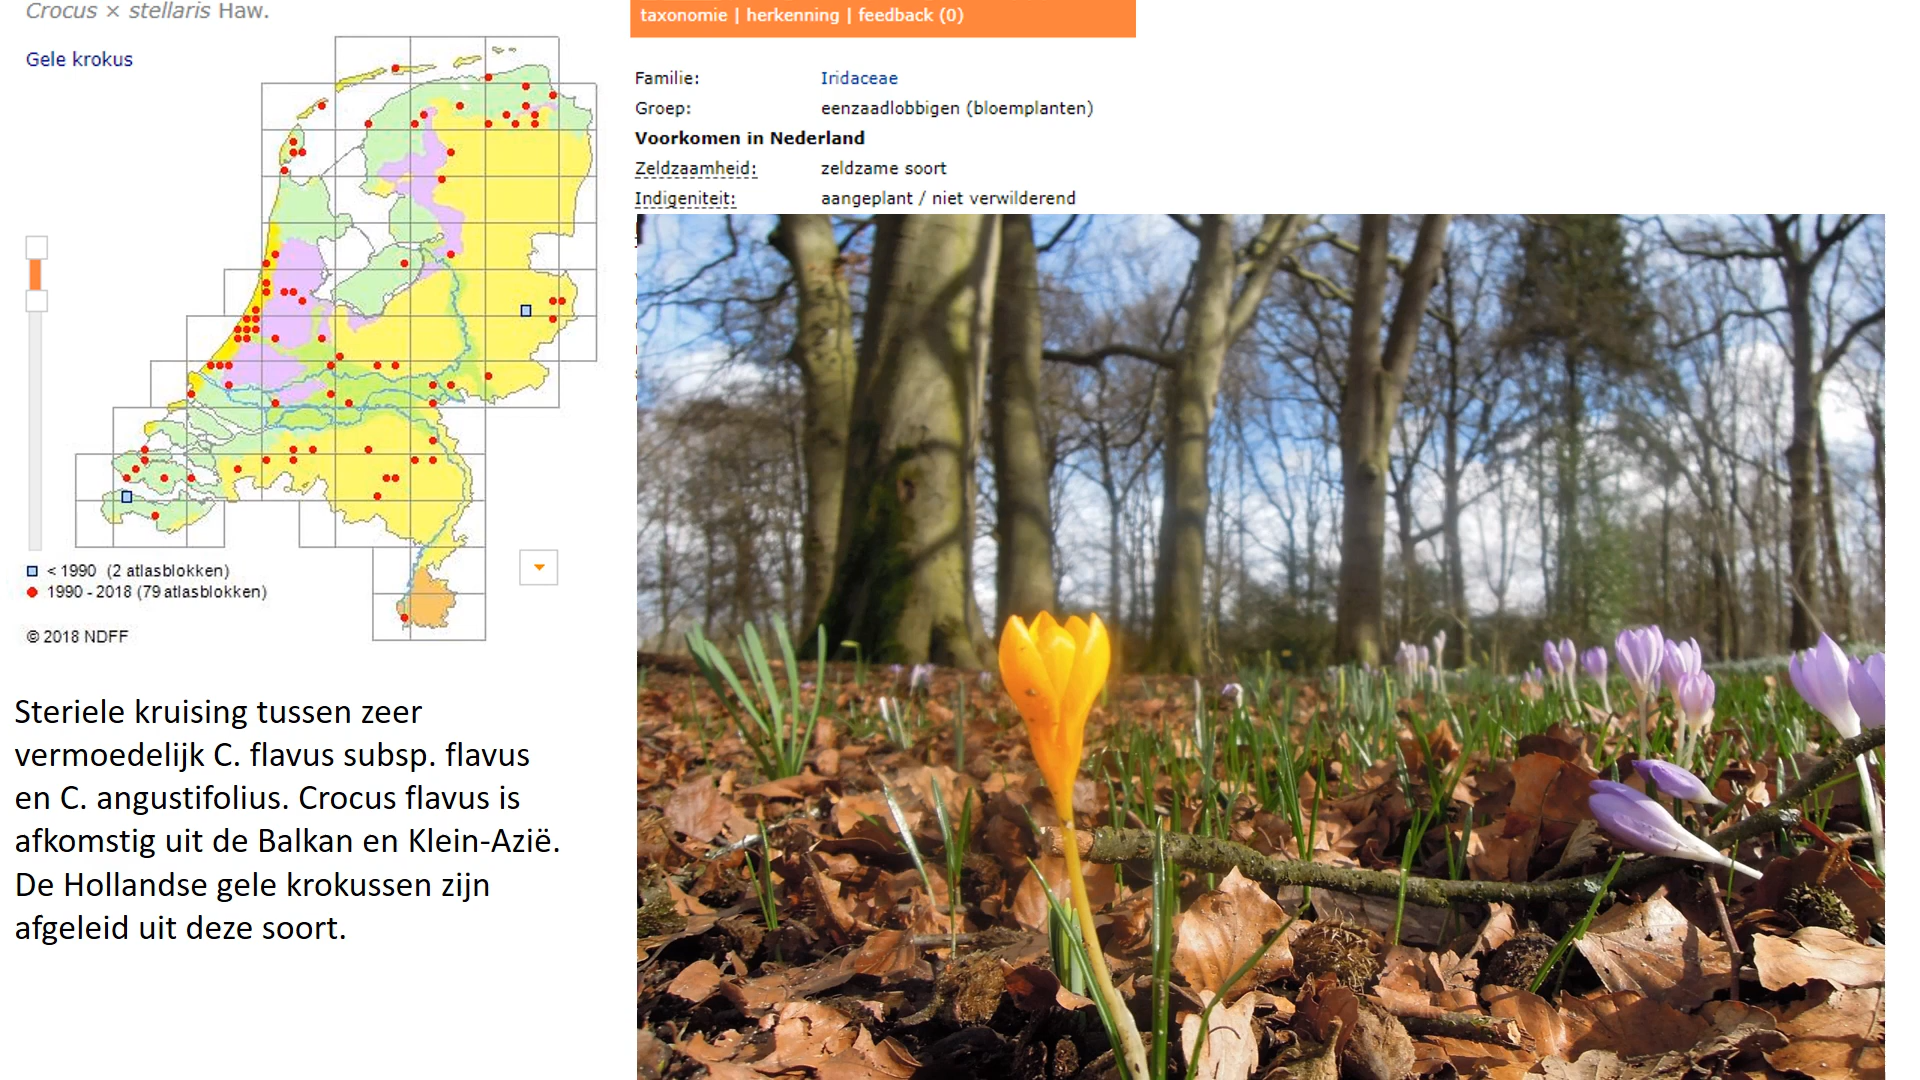 Crocus × stellaris Haw.
Gele krokus
< 1990 (2 atlasblokken)
1990 - 2018 (79 atlasblokken)
© 2018 NDFF
Steriele kruising tussen zeer
vermoedelijk C. flavus subsp. flavus
en C. angustifolius. Crocus flavus is
afkomstig uit de Balkan en Klein-Azië.
De Hollandse gele krokussen zijn
afgeleid uit deze soort.
taxonomie | herkenning | feedback (0)
Familie: Iridaceae
Groep: eenzaadlobbigen (bloemplanten)
Voorkomen in Nederland
Zeldzaamheid: zeldzame soort
Indigeniteit: aangeplant / niet verwilderend